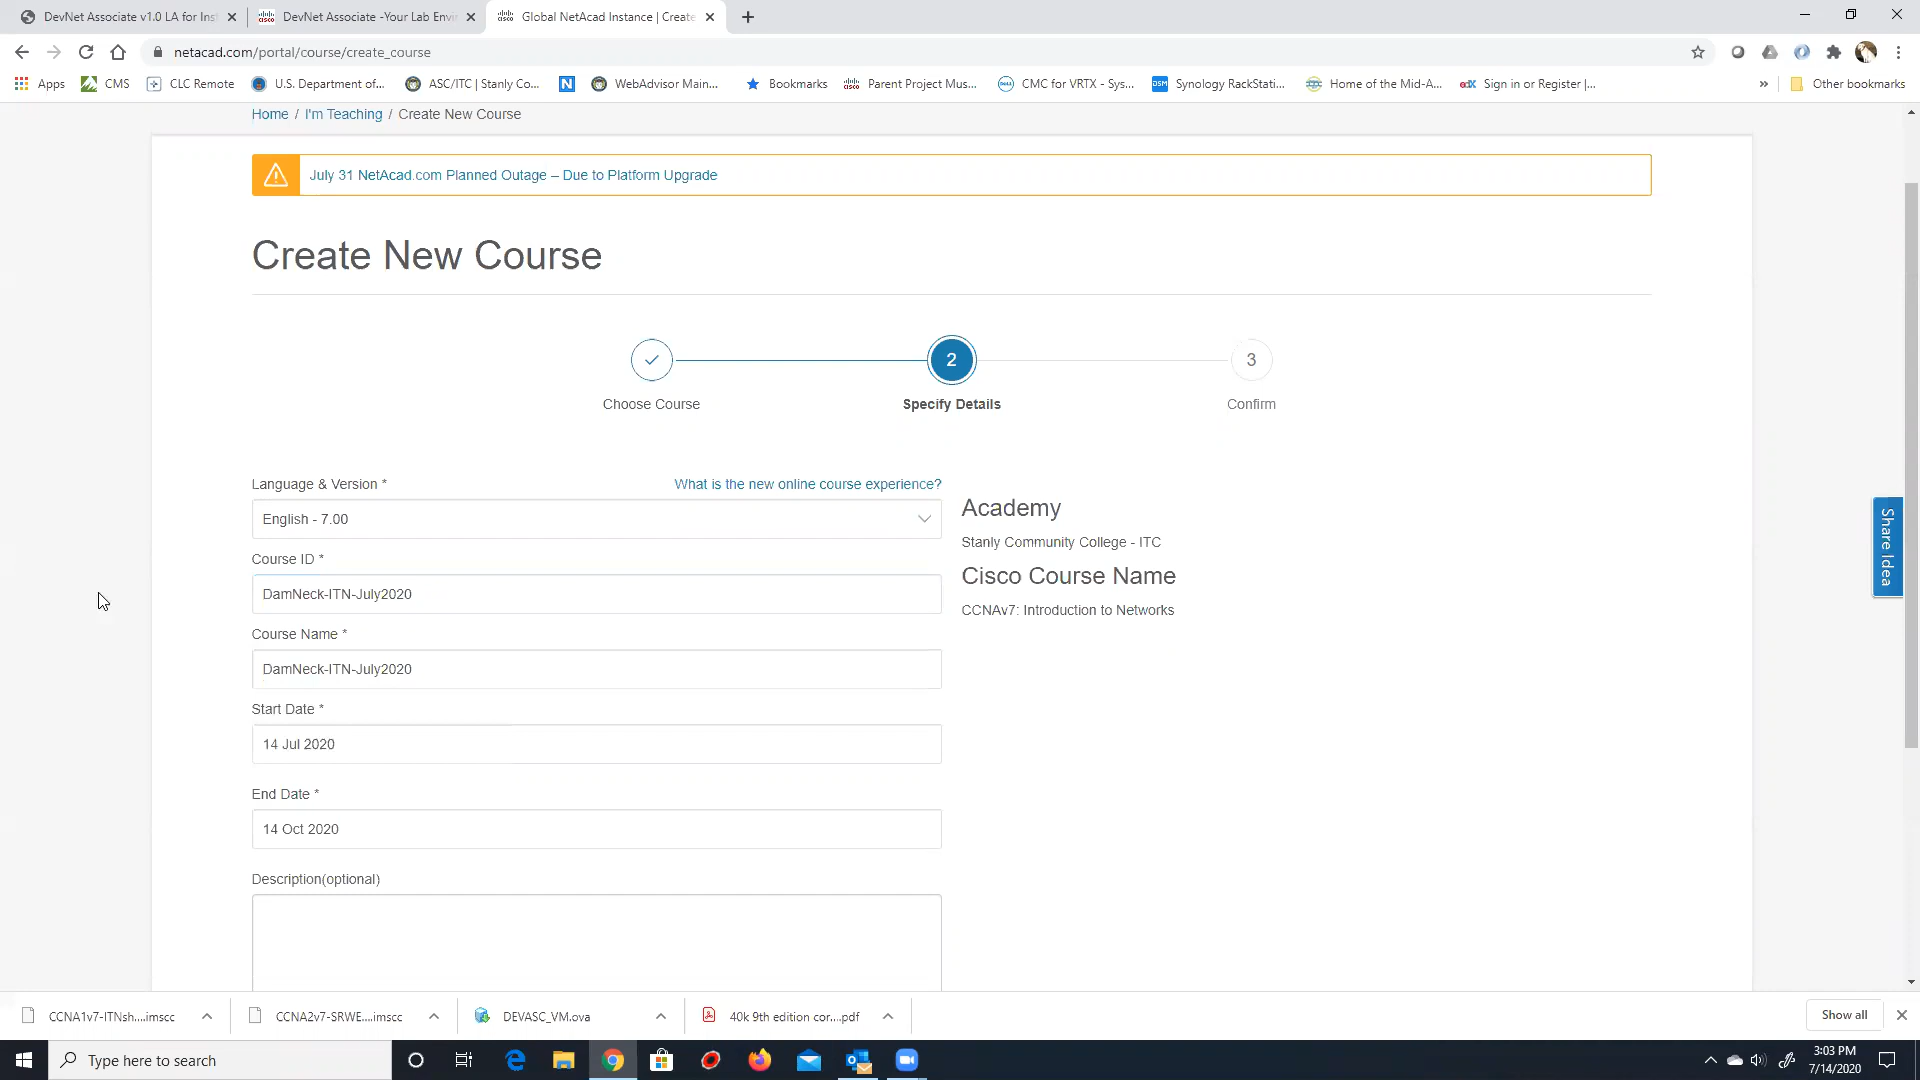 DevNet Associate v1.0 LA for Inst
DevNet Associate -Your Lab Envir
Global NetAcad Instance | Create
netacad.com/portal/course/create_course
Apps
CMS
CLC Remote
U.S. Department of...
ASC/ITC | Stanly Co...
WebAdvisor Main...
Bookmarks
Parent Project Mus...
CMC for VRTX - Sys...
Synology RackStati...
Home of the Mid-A...
Sign in or Register |...
»
Other bookmarks
Home / I'm Teaching / Create New Course
July 31 NetAcad.com Planned Outage – Due to Platform Upgrade
Create New Course
2
3
Choose Course
Specify Details
Confirm
Language & Version *
What is the new online course experience?
English - 7.00
Course ID *
DamNeck-ITN-July2020
Course Name *
DamNeck-ITN-July2020
Start Date *
14 Jul 2020
End Date *
14 Oct 2020
Description(optional)
Academy
Stanly Community College - ITC
Cisco Course Name
CCNAv7: Introduction to Networks
Share Idea
CCNA1v7-ITNsh....imscc
CCNA2v7-SRWE....imscc
DEVASC_VM.ova
40k 9th edition cor....pdf
Show all
Type here to search
3:03 PM
7/14/2020